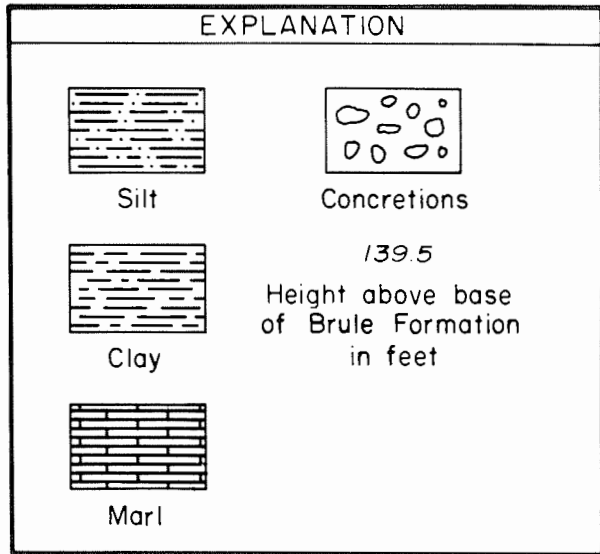 EXPLANATION
Silt
Concretions
139.5
Height above base
of Brule Formation
in feet
Clay
Marl